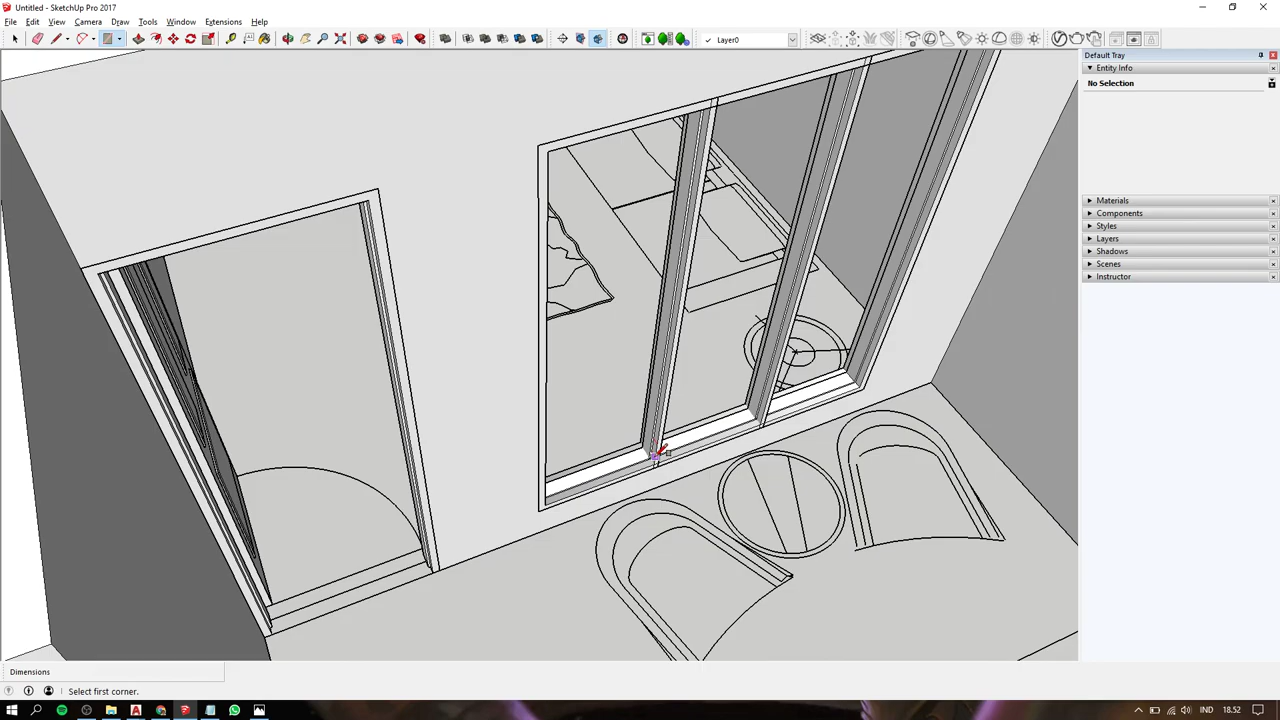 Untitled - SketchUp Pro 2017
File Edit View Camera Draw Tools Window Extensions Help
Layer0
Default Tray
Entity Info
No Selection
Materials
Components
Styles
Layers
Shadows
Scenes
Instructor
Dimensions
Select first corner.
IND 18.52